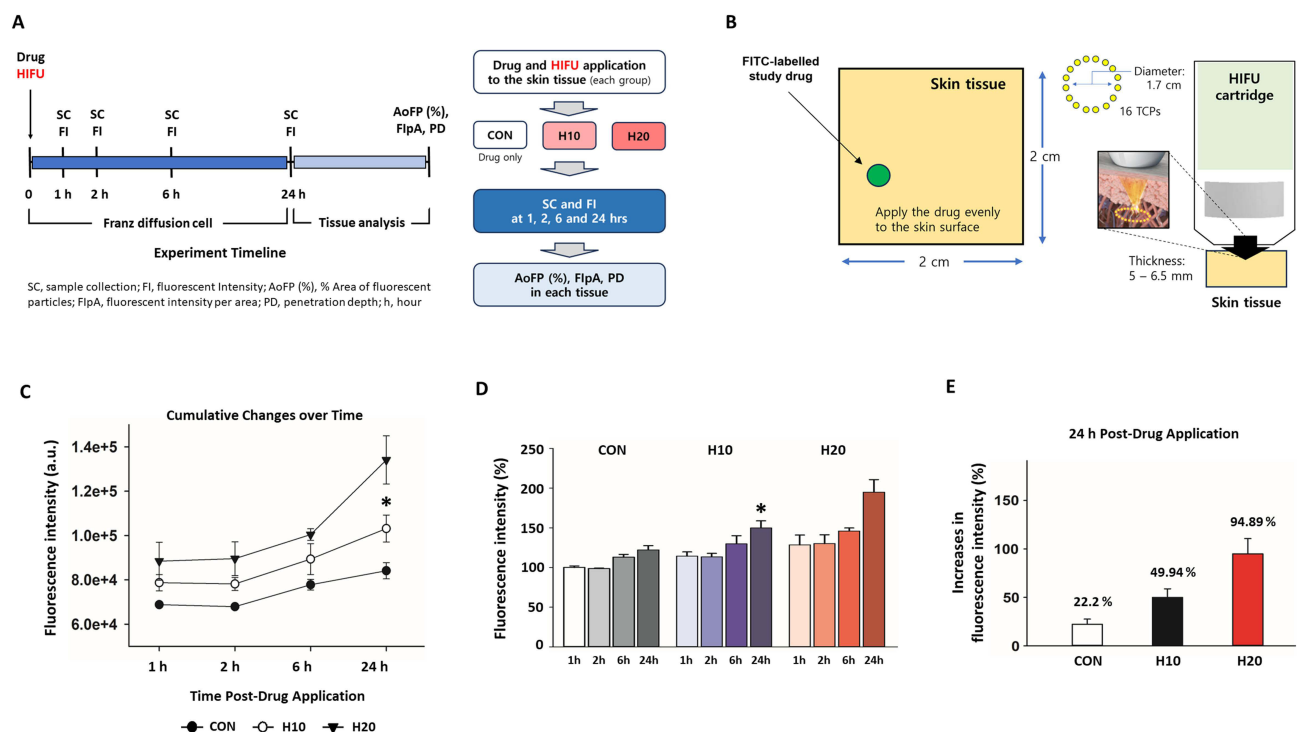 A
Drug
HIFU
SC
FI
SC
FI
SC
FI
SC
FI
AoFP (%),
FIpA, PD
0
1 h
2 h
6 h
24 h
Franz diffusion cell
Tissue analysis
Experiment Timeline
SC, sample collection; FI, fluorescent Intensity; AoFP (%), % Area of fluorescent
particles; FIpA, fluorescent intensity per area; PD, penetration depth; h, hour
Drug and HIFU application
to the skin tissue (each group)
CON
H10
H20
Drug only
SC and FI
at 1, 2, 6 and 24 hrs
AoFP (%), FIpA, PD
in each tissue
B
FITC-labelled
study drug
Skin tissue
Apply the drug evenly
to the skin surface
2 cm
2 cm
Diameter:
1.7 cm
16 TCPs
HIFU
cartridge
Thickness:
5 – 6.5 mm
Skin tissue
C
Cumulative Changes over Time
Fluorescence intensity (a.u.)
1.4e+5
1.2e+5
1.0e+5
8.0e+4
6.0e+4
*
1 h
2 h
6 h
24 h
Time Post-Drug Application
CON
H10
H20
D
Fluorescence intensity (%)
250
200
150
100
50
0
CON
H10
H20
*
1h
2h
6h
24h
1h
2h
6h
24h
1h
2h
6h
24h
E
24 h Post-Drug Application
Increases in
fluorescence intensity (%)
150
100
50
0
22.2 %
49.94 %
94.89 %
CON
H10
H20